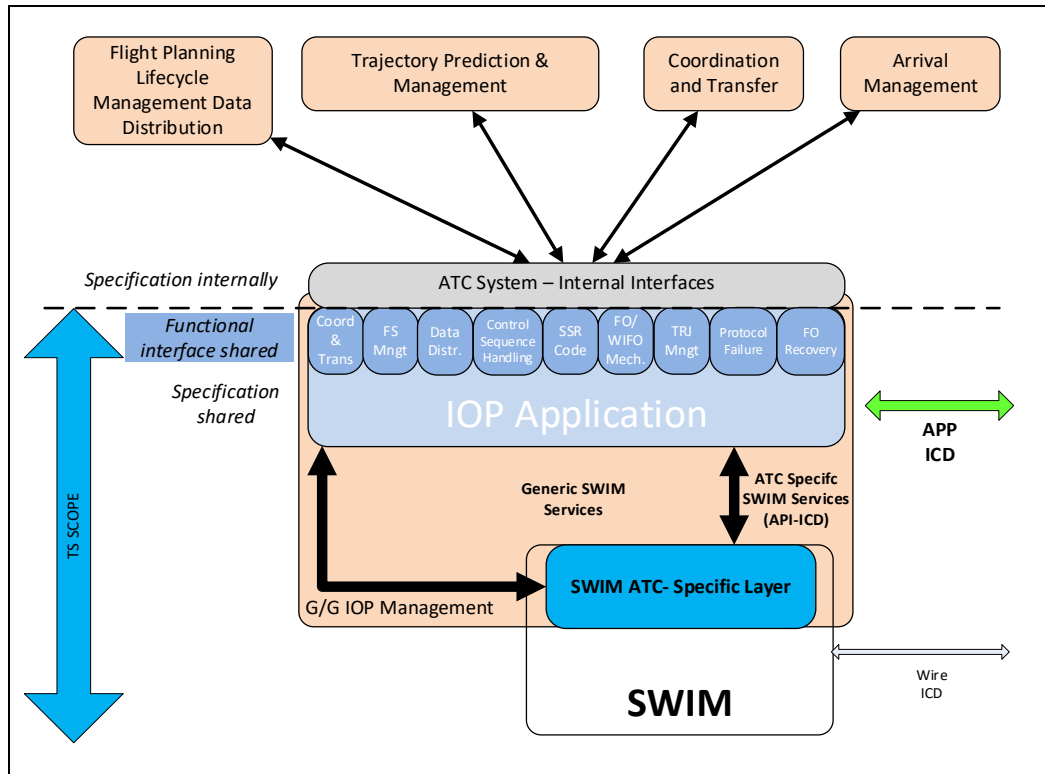 Flight Planning
Lifecycle
Management Data
Distribution
Trajectory Prediction &
Management
Coordination
and Transfer
Arrival
Management
Specification internally
ATC System – Internal Interfaces
Functional
interface shared
Coord
&
Trans
FS
Mngt
Data
Distr.
Control
Sequence
Handling
SSR
Code
FO/
WIFO
Mech.
TRJ
Mngt
Protocol
Failure
FO
Recovery
Specification
shared
IOP Application
APP
ICD
TS SCOPE
Generic SWIM
Services
ATC Specifc
SWIM Services
(API-ICD)
SWIM ATC- Specific Layer
G/G IOP Management
Wire
ICD
SWIM